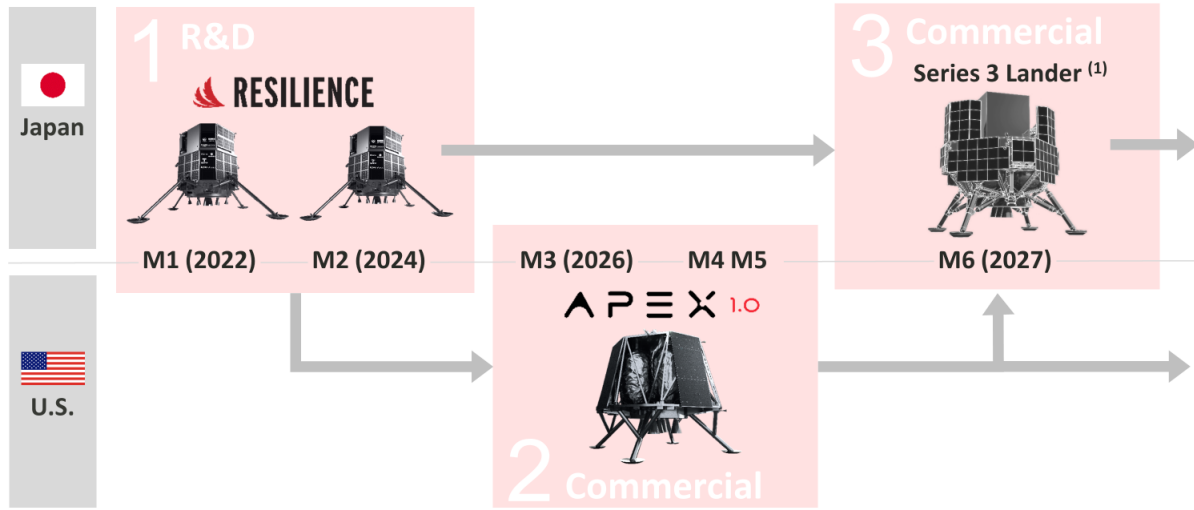 1 R&D
RESILIENCE
Japan
M1 (2022)
M2 (2024)
3 Commercial
Series 3 Lander (1)
M3 (2026)
M4 M5
M6 (2027)
APEX 1.0
U.S.
2 Commercial